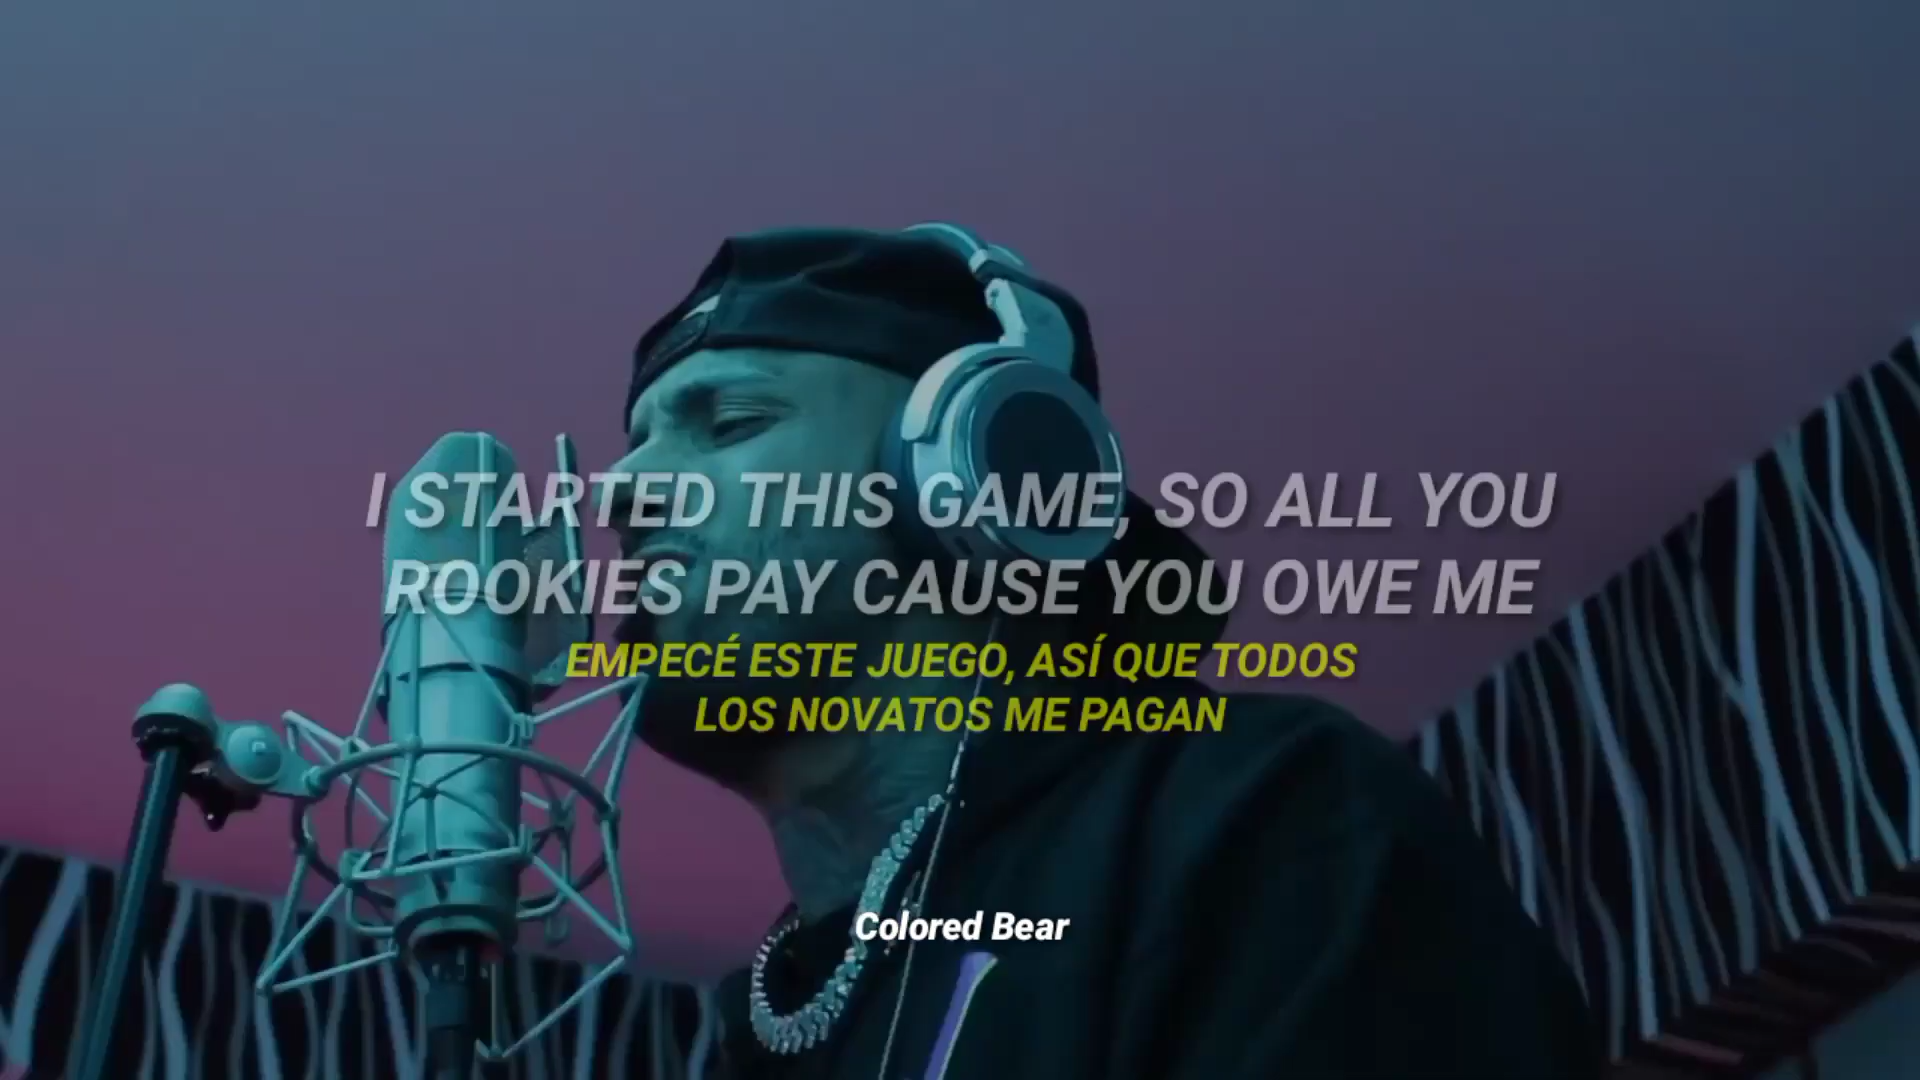 I STARTED THIS GAME, SO ALL YOU
ROOKIES PAY CAUSE YOU OWE ME
EMPECÉ ESTE JUEGO, ASÍ QUE TODOS
LOS NOVATOS ME PAGAN
Colored Bear